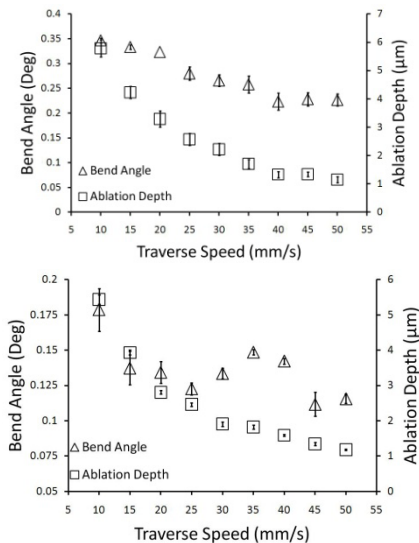 Bend Angle (Deg)
0.4
0.35
0.3
0.25
0.2
0.15
0.1
0.05
0
7
6
5
4
3
2
1
0
Ablation Depth (μm)
Bend Angle
Ablation Depth
5 10 15 20 25 30 35 40 45 50 55
Traverse Speed (mm/s)
Bend Angle (Deg)
0.2
0.175
0.15
0.125
0.1
0.075
0.05
6
5
4
3
2
1
0
Ablation Depth (μm)
Bend Angle
Ablation Depth
5 10 15 20 25 30 35 40 45 50 55
Traverse Speed (mm/s)